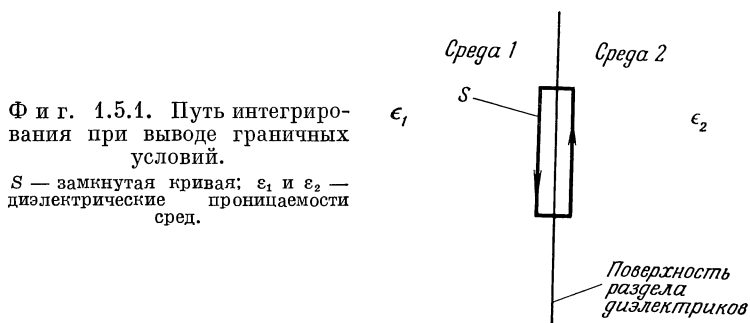 Фиг. 1.5.1. Путь интегриро-
вания при выводе граничных
условий.
S — замкнутая кривая; ε₁ и ε₂ —
диэлектрические проницаемости
сред.
Среда 1
Среда 2
S
ϵ₁
ϵ₂
Поверхность
раздела
диэлектриков